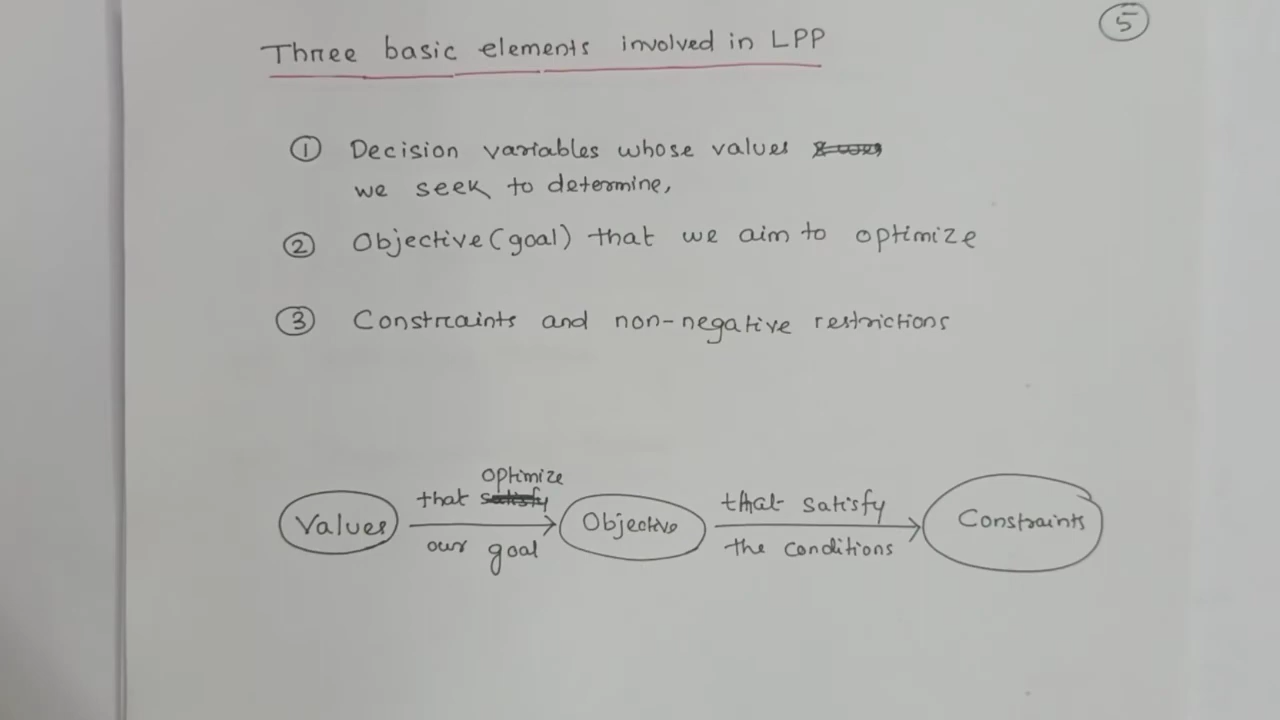 5
Three basic elements involved in LPP
1 Decision variables whose values
we seek to determine,
2 Objective (goal) that we aim to optimize
3 Constraints and non-negative restrictions
optimize
Values that satisfy Objective that satisfy Constraints
our goal the conditions